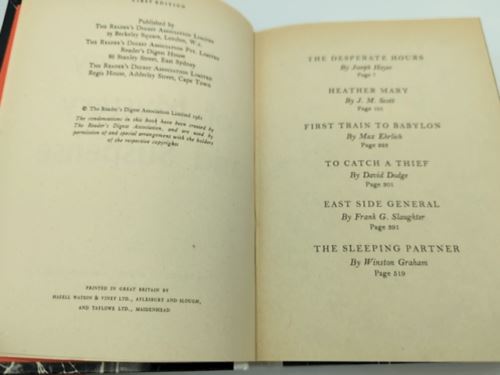 FIRST EDITION
Published by
THE READER'S DIGEST ASSOCIATION LIMITED
25 Berkeley Square, London, W.1.
THE READER'S DIGEST ASSOCIATION PTY. LIMITED
Reader's Digest House
86 Stanley Street, East Sydney
THE READER'S DIGEST ASSOCIATION LIMITED
Regis House, Adderley Street, Cape Town
© The Reader's Digest Association Limited 1961
The condensations in this book have been created by
The Reader's Digest Association, and are used by
permission of and special arrangement with the holders
of the respective copyrights
PRINTED IN GREAT BRITAIN BY
HAZELL WATSON & VINEY LTD., AYLESBURY AND SLOUGH,
AND TAYLOWE LTD., MAIDENHEAD
THE DESPERATE HOURS
By Joseph Hayes
Page 7
HEATHER MARY
By J. M. Scott
Page
FIRST TRAIN TO BABYLON
By Max Ehrlich
Page
TO CATCH A THIEF
By David Dodge
Page 301
EAST SIDE GENERAL
By Frank G. Slaughter
Page 391
THE SLEEPING PARTNER
By Winston Graham
Page 519